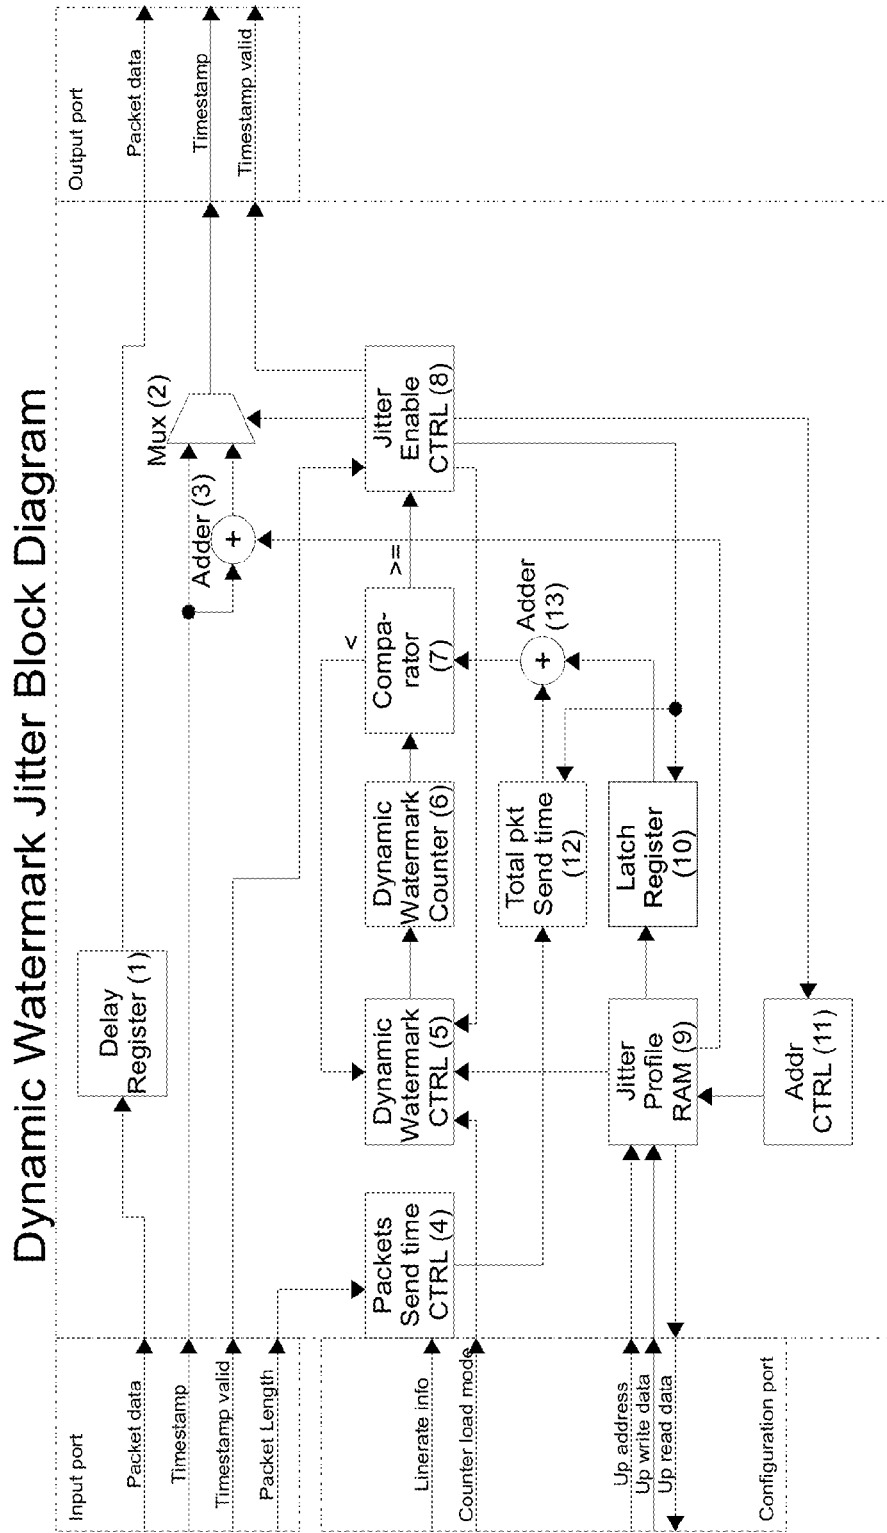 Dynamic Watermark Jitter Block Diagram
Input port
Packet data
Timestamp
Timestamp valid
Packet Length
Linerate info
Counter load mode
Up address
Up write data
Up read data
Configuration port
Delay
Register (1)
Packets
Send time
CTRL (4)
Dynamic
Watermark
CTRL (5)
Dynamic
Watermark
Counter (6)
<
Compa-
rator
(7)
>=
Jitter
Enable
CTRL (8)
Adder (3)
+
Mux (2)
Total pkt
Send time
(12)
+
Adder
(13)
Jitter
Profile
RAM (9)
Latch
Register
(10)
Addr
CTRL (11)
Output port
Packet data
Timestamp
Timestamp valid